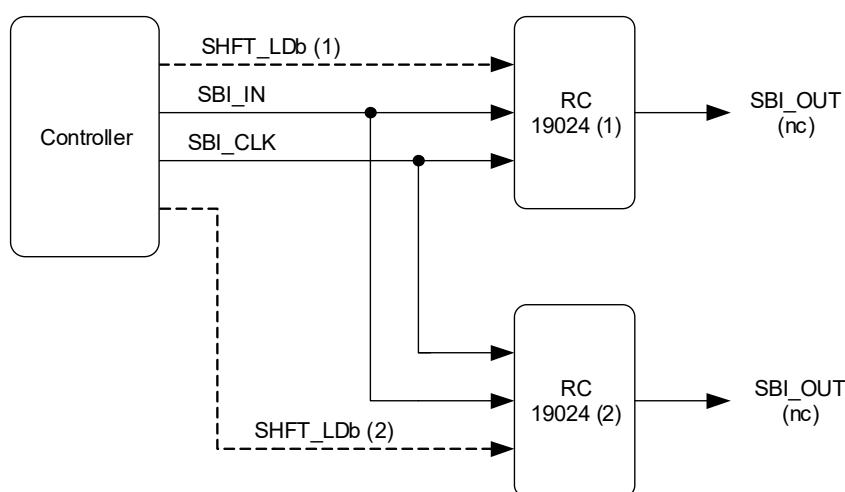 SHFT_LDb (1)
SBI_IN
SBI_CLK
Controller
RC
19024 (1)
SBI_OUT
(nc)
RC
19024 (2)
SBI_OUT
(nc)
SHFT_LDb (2)